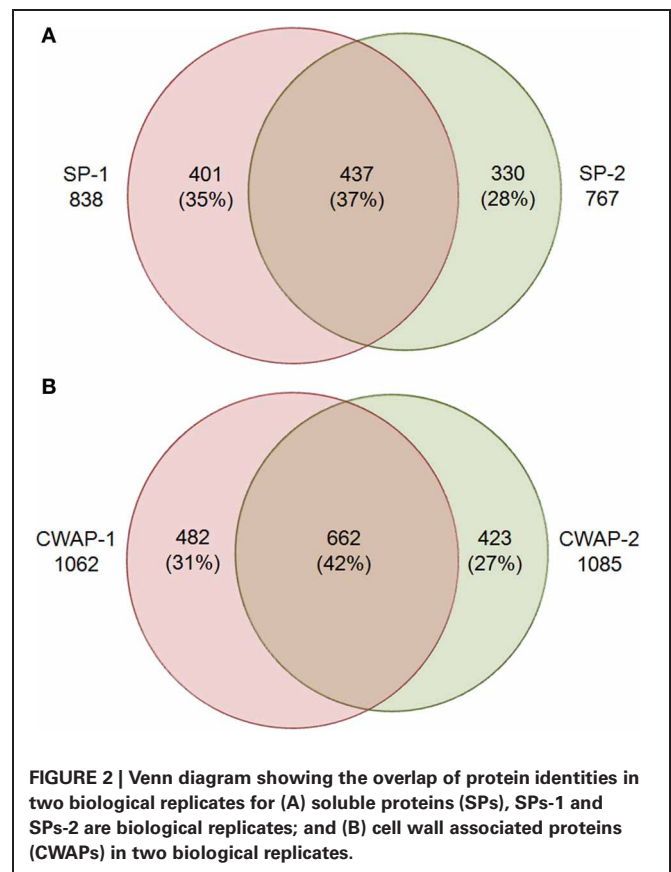 A
SP-1
838
401
(35%)
437
(37%)
330
(28%)
SP-2
767
B
CWAP-1
1062
482
(31%)
662
(42%)
423
(27%)
CWAP-2
1085
FIGURE 2 | Venn diagram showing the overlap of protein identities in
two biological replicates for (A) soluble proteins (SPs), SPs-1 and
SPs-2 are biological replicates; and (B) cell wall associated proteins
(CWAPs) in two biological replicates.